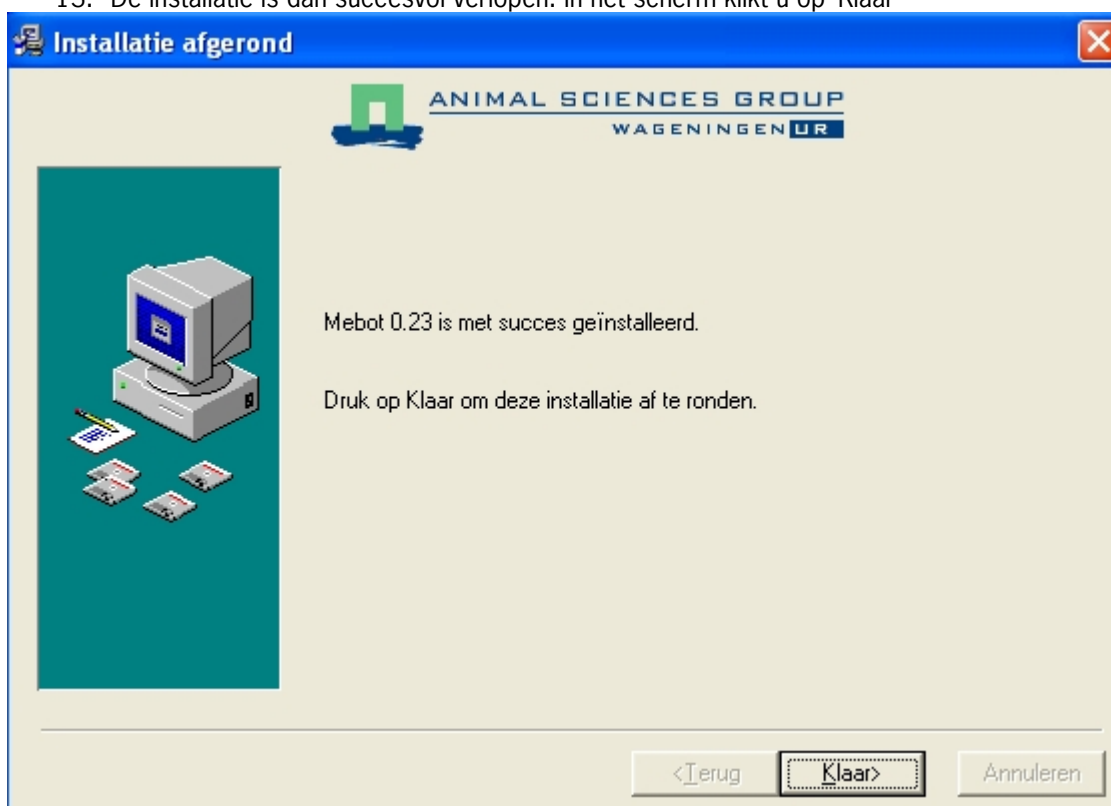 15. De installatie is dan succesvol verlopen. In het scherm klikt u op 'Klaar'
Installatie afgerond
ANIMAL SCIENCES GROUP
WAGENINGEN UR
Mebot 0.23 is met succes geïnstalleerd.
Druk op Klaar om deze installatie af te ronden.
<Terug Klaar> Annuleren